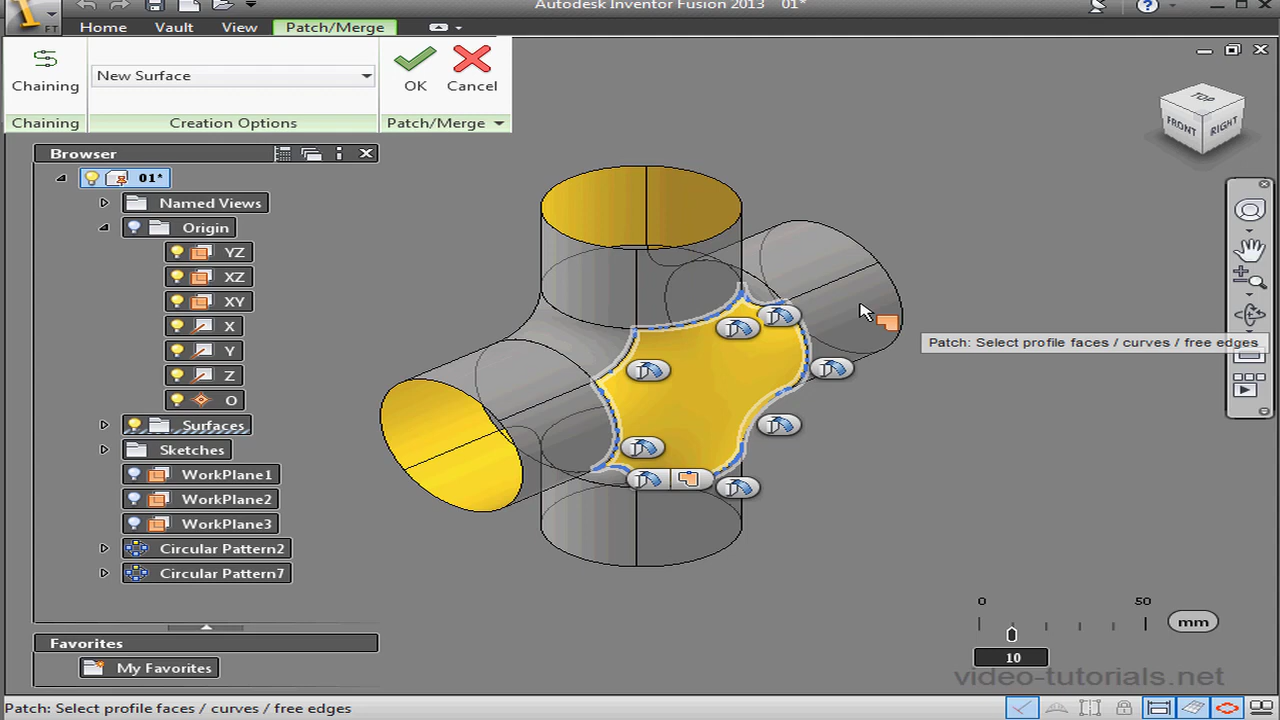 Autodesk Inventor Fusion 2013 01*
FT
Home Vault View Patch/Merge
Chaining
New Surface
OK
Cancel
Chaining
Creation Options
Patch/Merge
Browser
01*
Named Views
Origin
YZ
XZ
XY
X
Y
Z
O
Surfaces
Sketches
WorkPlane1
WorkPlane2
WorkPlane3
Circular Pattern2
Circular Pattern7
Favorites
My Favorites
TOP
FRONT
RIGHT
Patch: Select profile faces / curves / free edges
0 50
mm
10
video-tutorials.net
Patch: Select profile faces / curves / free edges